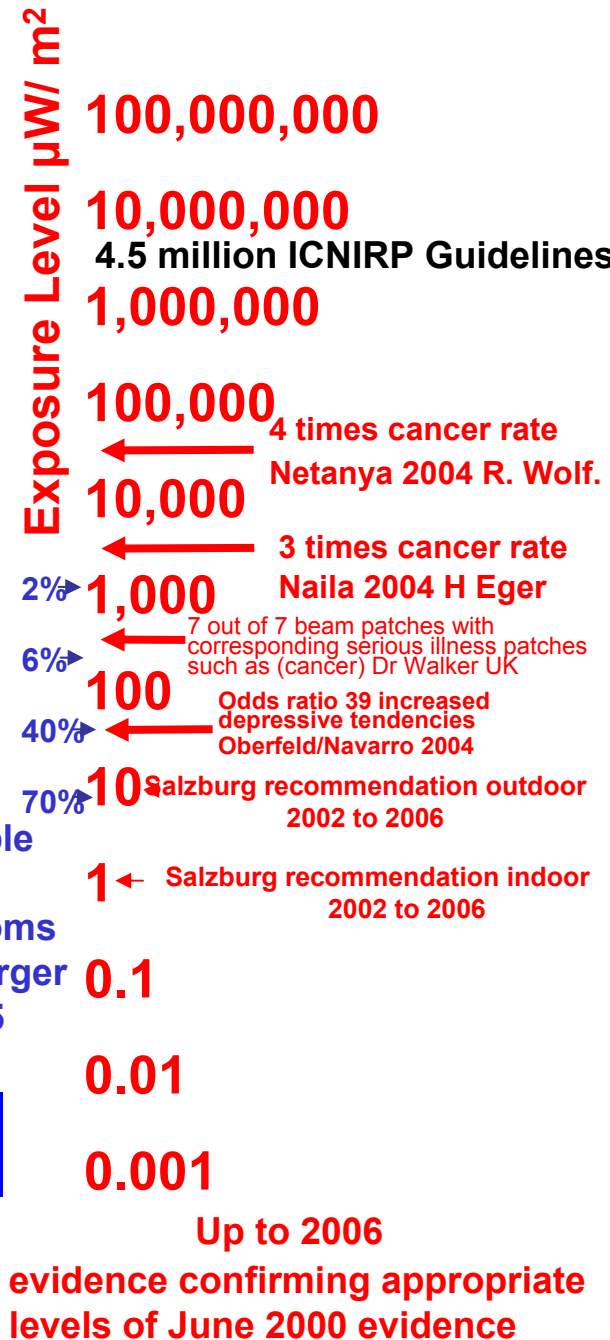 Exposure Level µW/ m²
100,000,000
10,000,000
4.5 million ICNIRP Guidelines
1,000,000
100,000
4 times cancer rate
Netanya 2004 R. Wolf.
10,000
3 times cancer rate
2% 1,000 Naila 2004 H Eger
7 out of 7 beam patches with
corresponding serious illness patches
6% such as (cancer) Dr Walker UK
100 Odds ratio 39 increased
depressive tendencies
40% Oberfeld/Navarro 2004
70% 10 Salzburg recommendation outdoor
2002 to 2006
1 Salzburg recommendation indoor
2002 to 2006
0.1
0.01
0.001
Up to 2006
evidence confirming appropriate
levels of June 2000 evidence